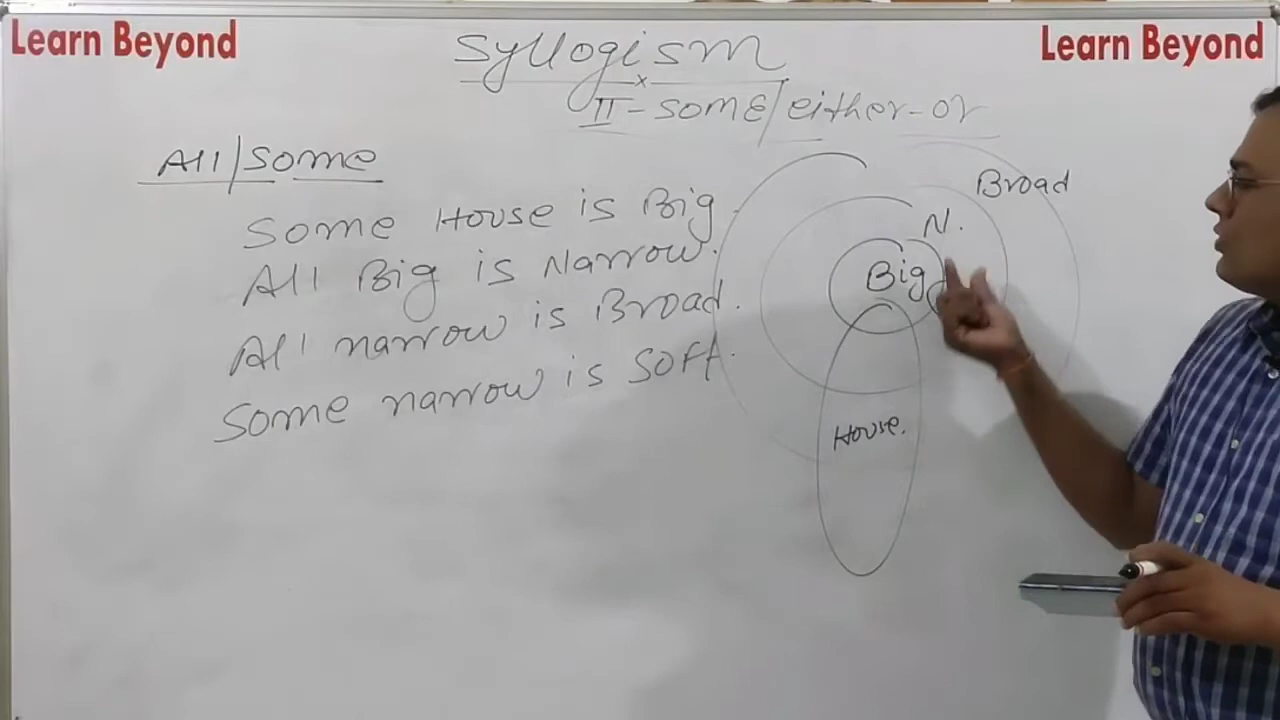 Learn Beyond
Learn Beyond
Syllogism
II - some/either-or
All/some
Some House is Big.
All Big is Narrow.
All narrow is Broad.
Some narrow is soft.
Broad
N.
Big
House.